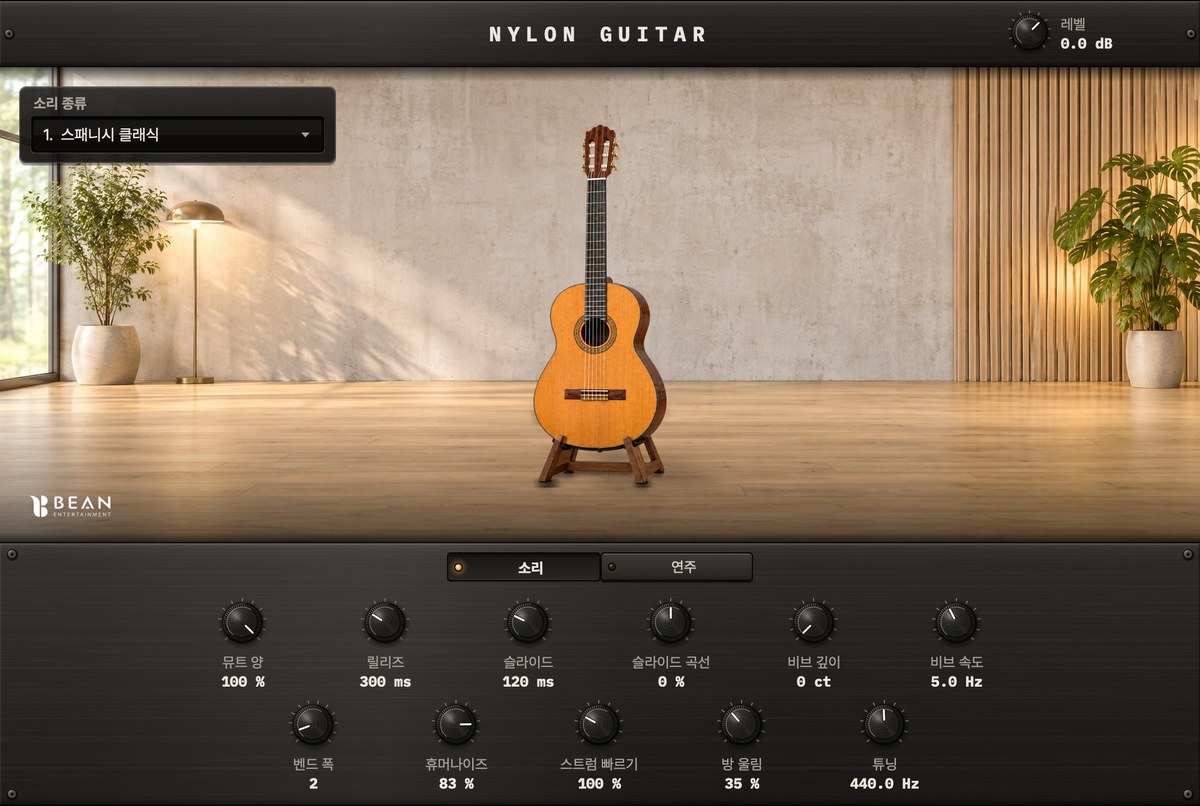 NYLON GUITAR
레벨
0.0 dB
소리 종류
1. 스패니시 클래식
BEAN
ENTERTAINMENT
소리
연주
뮤트 양
100 %
릴리즈
300 ms
슬라이드
120 ms
슬라이드 곡선
0 %
비브 깊이
0 ct
비브 속도
5.0 Hz
벤드 폭
2
휴머나이즈
83 %
스트럼 빠르기
100 %
방 울림
35 %
튜닝
440.0 Hz